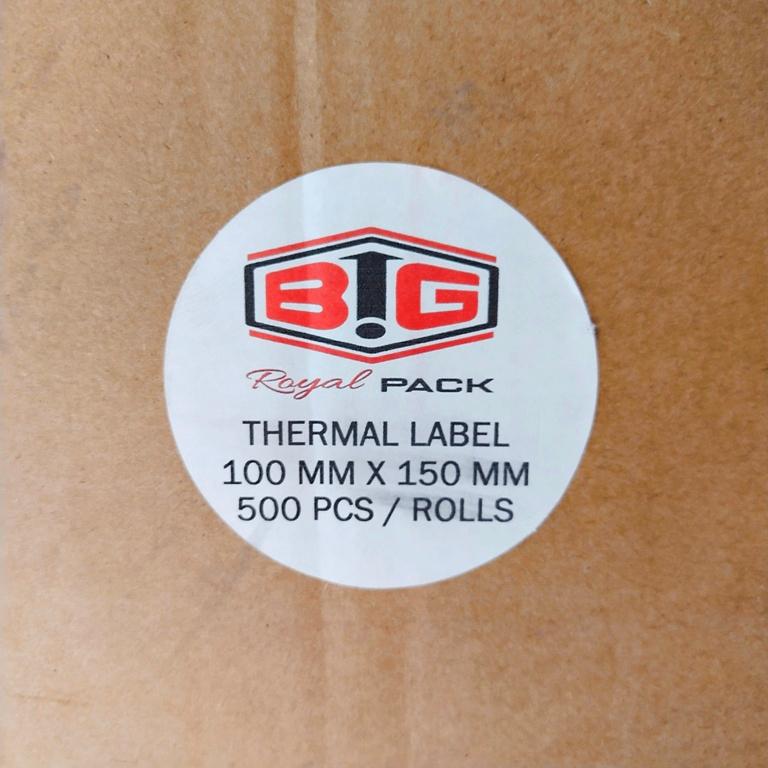 BIG
Royal PACK
THERMAL LABEL
100 MM X 150 MM
500 PCS / ROLLS